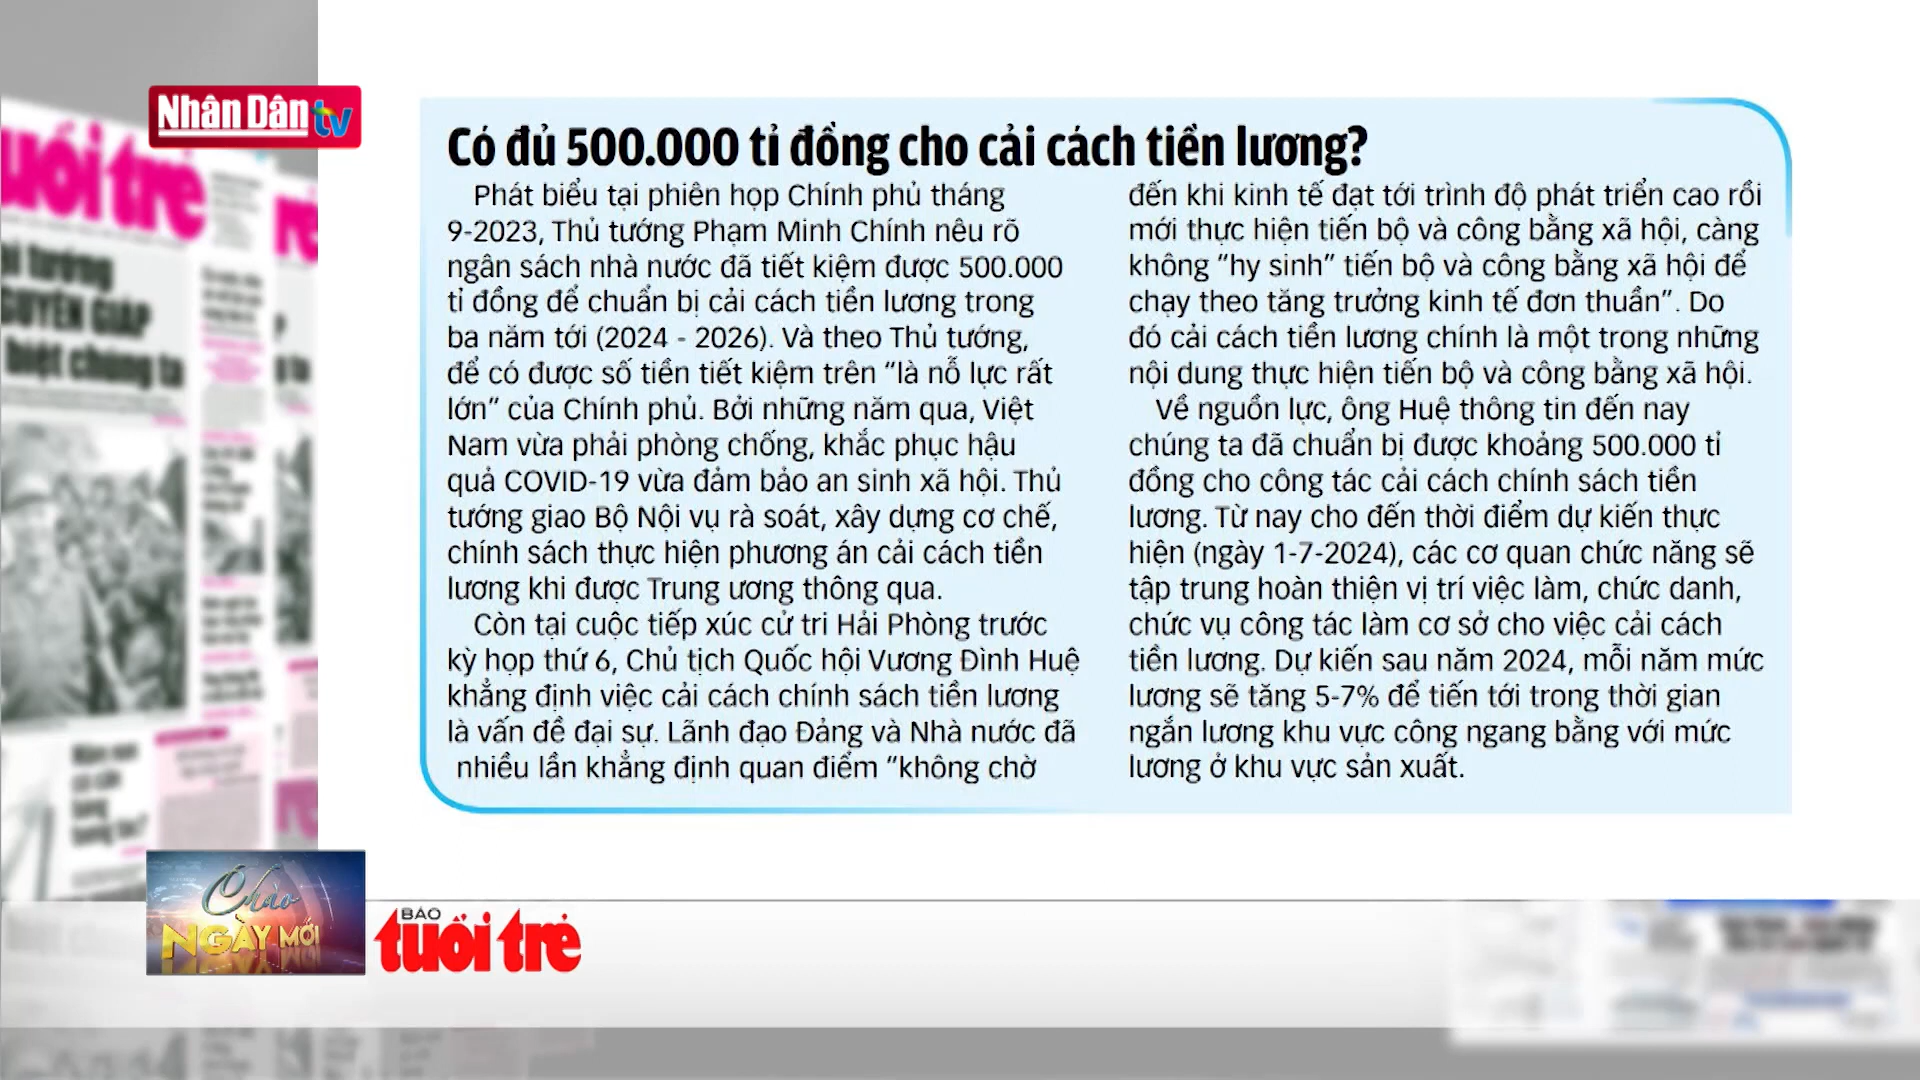 Nhân Dân tv
Có đủ 500.000 tỉ đồng cho cải cách tiền lương?
Phát biểu tại phiên họp Chính phủ tháng
9-2023, Thủ tướng Phạm Minh Chính nêu rõ
ngân sách nhà nước đã tiết kiệm được 500.000
tỉ đồng để chuẩn bị cải cách tiền lương trong
ba năm tới (2024 - 2026). Và theo Thủ tướng,
để có được số tiền tiết kiệm trên “là nỗ lực rất
lớn” của Chính phủ. Bởi những năm qua, Việt
Nam vừa phải phòng chống, khắc phục hậu
quả COVID-19 vừa đảm bảo an sinh xã hội. Thủ
tướng giao Bộ Nội vụ rà soát, xây dựng cơ chế,
chính sách thực hiện phương án cải cách tiền
lương khi được Trung ương thông qua.
Còn tại cuộc tiếp xúc cử tri Hải Phòng trước
kỳ họp thứ 6, Chủ tịch Quốc hội Vương Đình Huệ
khẳng định việc cải cách chính sách tiền lương
là vấn đề đại sự. Lãnh đạo Đảng và Nhà nước đã
nhiều lần khẳng định quan điểm “không chờ
đến khi kinh tế đạt tới trình độ phát triển cao rồi
mới thực hiện tiến bộ và công bằng xã hội, càng
không “hy sinh” tiến bộ và công bằng xã hội để
chạy theo tăng trưởng kinh tế đơn thuần”. Do
đó cải cách tiền lương chính là một trong những
nội dung thực hiện tiến bộ và công bằng xã hội.
Về nguồn lực, ông Huệ thông tin đến nay
chúng ta đã chuẩn bị được khoảng 500.000 tỉ
đồng cho công tác cải cách chính sách tiền
lương. Từ nay cho đến thời điểm dự kiến thực
hiện (ngày 1-7-2024), các cơ quan chức năng sẽ
tập trung hoàn thiện vị trí việc làm, chức danh,
chức vụ công tác làm cơ sở cho việc cải cách
tiền lương. Dự kiến sau năm 2024, mỗi năm mức
lương sẽ tăng 5-7% để tiến tới trong thời gian
ngắn lương khu vực công ngang bằng với mức
lương ở khu vực sản xuất.
tuổi trẻ
tướng
NGUYÊN GIÁP
biệt chúng ta
Chào
NGÀY MỚI
BÁO
tuổi trẻ